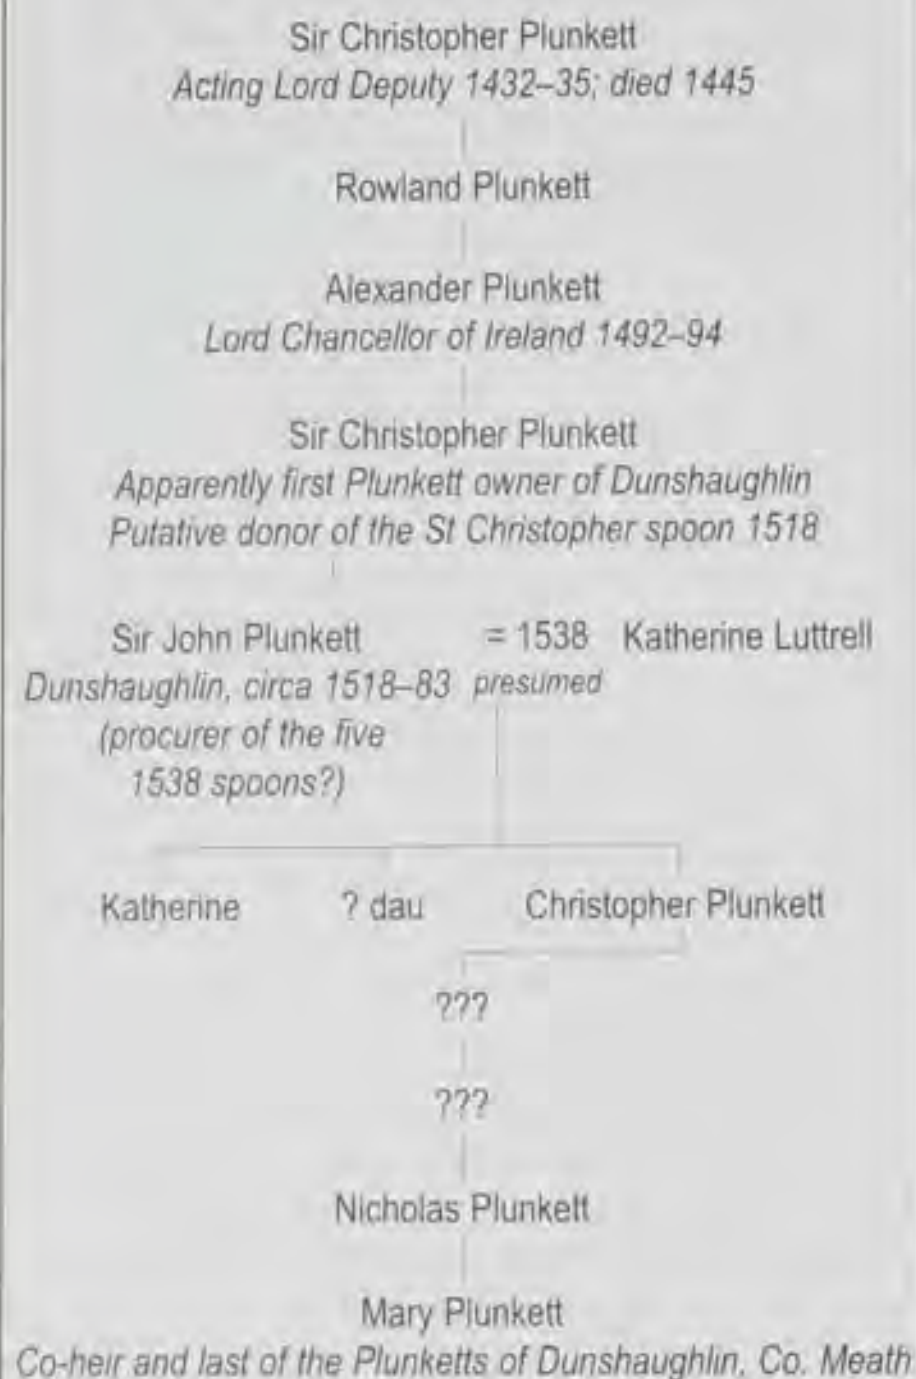 Sir Christopher Plunkett
Acting Lord Deputy 1432–35; died 1445
Rowland Plunkett
Alexander Plunkett
Lord Chancellor of Ireland 1492–94
Sir Christopher Plunkett
Apparently first Plunkett owner of Dunshaughlin
Putative donor of the St Christopher spoon 1518
Sir John Plunkett = 1538 Katherine Luttrell
Dunshaughlin, circa 1518–83 presumed
(procurer of the five
1538 spoons?)
Katherine ? dau Christopher Plunkett
???
???
Nicholas Plunkett
Mary Plunkett
Co-heir and last of the Plunketts of Dunshaughlin, Co. Meath